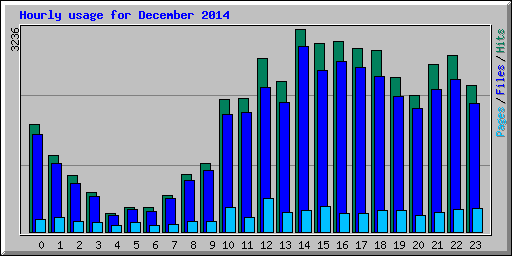 Hourly usage for December 2014
3236
Pages / Files / Hits
0 1 2 3 4 5 6 7 8 9 10 11 12 13 14 15 16 17 18 19 20 21 22 23